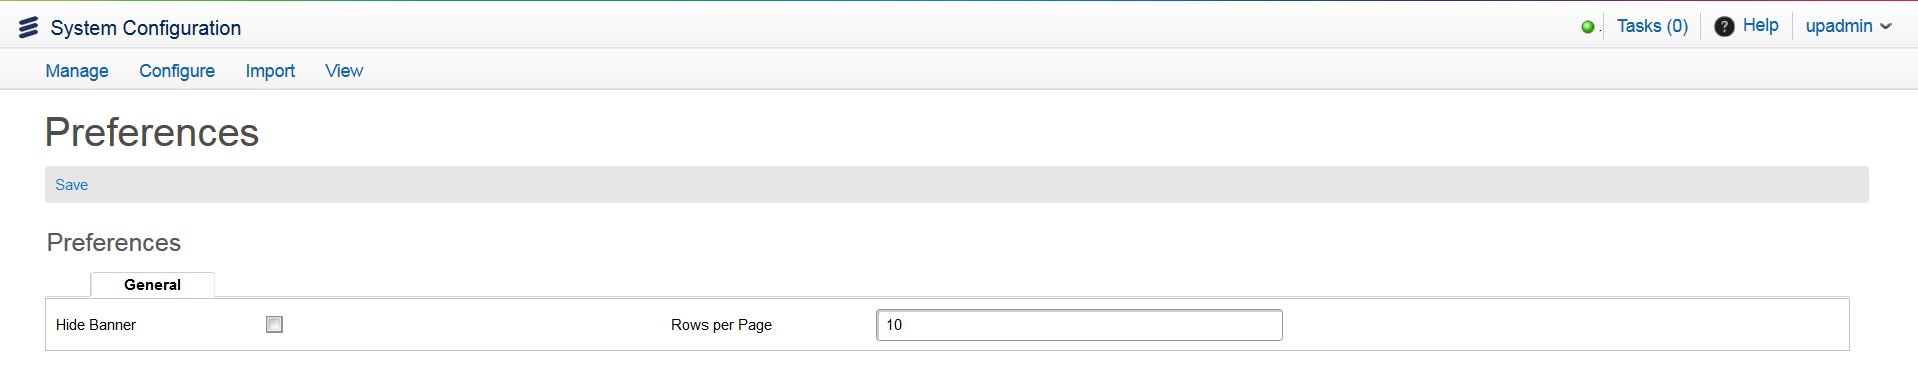 System Configuration . Tasks (0) ? Help upadmin
Manage Configure Import View
Preferences
Save
Preferences
General
Hide Banner Rows per Page 10